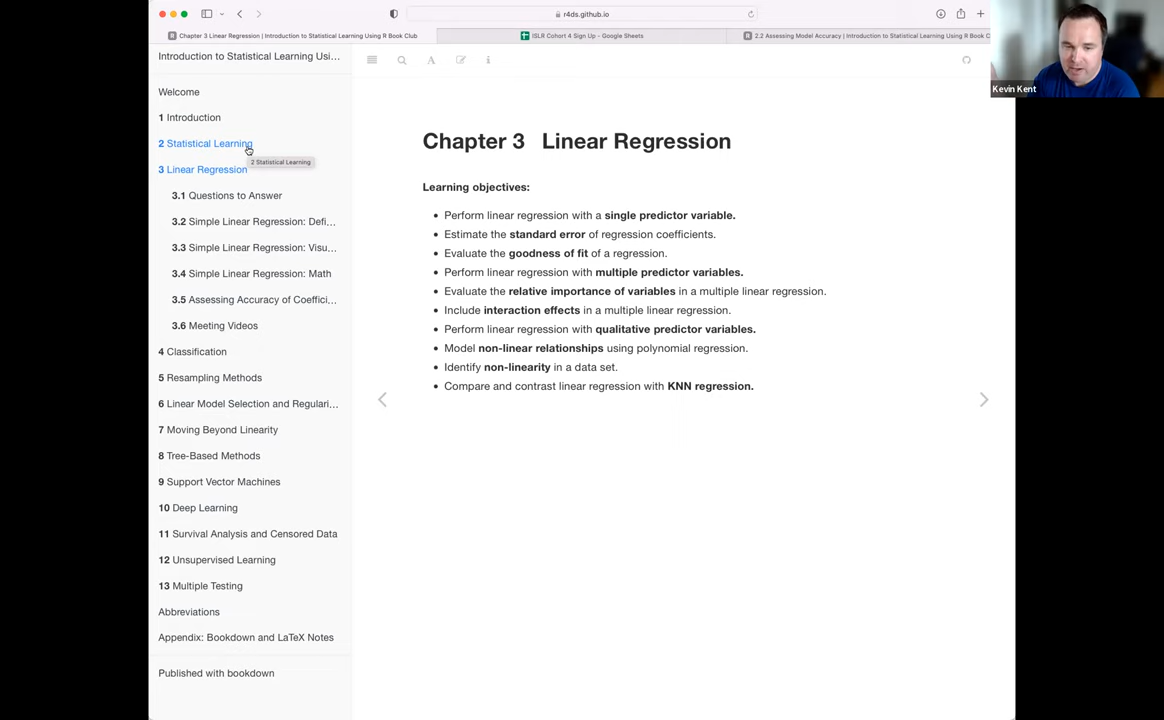 r4ds.github.io
Chapter 3 Linear Regression | Introduction to Statistical Learning Using R Book Club
ISLR Cohort 4 Sign Up - Google Sheets
2.2 Assessing Model Accuracy | Introduction to Statistical Learning Using R Book C
Kevin Kent
Introduction to Statistical Learning Usi...
Welcome
1 Introduction
2 Statistical Learning
2 Statistical Learning
3 Linear Regression
3.1 Questions to Answer
3.2 Simple Linear Regression: Defi...
3.3 Simple Linear Regression: Visu...
3.4 Simple Linear Regression: Math
3.5 Assessing Accuracy of Coeffici...
3.6 Meeting Videos
4 Classification
5 Resampling Methods
6 Linear Model Selection and Regulari...
7 Moving Beyond Linearity
8 Tree-Based Methods
9 Support Vector Machines
10 Deep Learning
11 Survival Analysis and Censored Data
12 Unsupervised Learning
13 Multiple Testing
Abbreviations
Appendix: Bookdown and LaTeX Notes
Published with bookdown
Chapter 3 Linear Regression
Learning objectives:
• Perform linear regression with a single predictor variable.
• Estimate the standard error of regression coefficients.
• Evaluate the goodness of fit of a regression.
• Perform linear regression with multiple predictor variables.
• Evaluate the relative importance of variables in a multiple linear regression.
• Include interaction effects in a multiple linear regression.
• Perform linear regression with qualitative predictor variables.
• Model non-linear relationships using polynomial regression.
• Identify non-linearity in a data set.
• Compare and contrast linear regression with KNN regression.